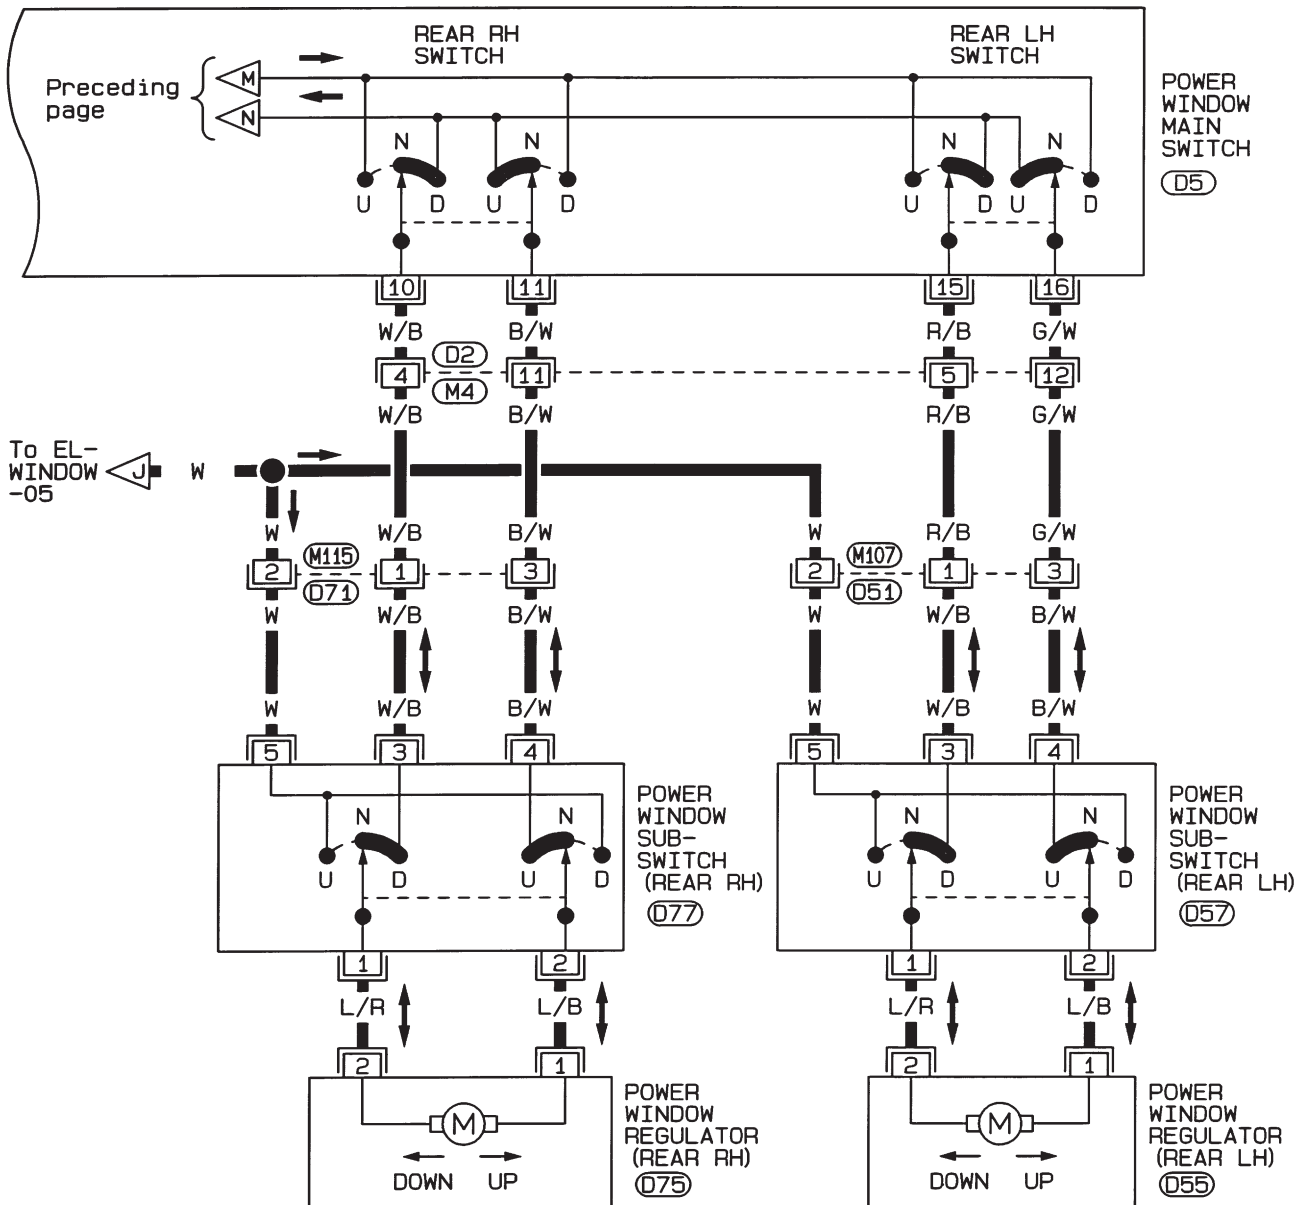 REAR RH
SWITCH
REAR LH
SWITCH
Preceding
page
M
N
POWER
WINDOW
MAIN
SWITCH
D5
N N N N
U D U D U D U D
10 11 15 16
W/B B/W R/B G/W
D2
4 11 5 12
M4
W/B B/W R/B G/W
To EL-
WINDOW
-05
J W
W W/B B/W W R/B G/W
M115 M107
2 1 3 2 1 3
D71 D51
W W/B B/W W W/B B/W
W W/B B/W W W/B B/W
5 3 4 5 3 4
N N N N
U D U D U D U D
POWER
WINDOW
SUB-
SWITCH
(REAR RH)
D77
POWER
WINDOW
SUB-
SWITCH
(REAR LH)
D57
1 2 1 2
L/R L/B L/R L/B
2 1 2 1
M M
DOWN UP DOWN UP
POWER
WINDOW
REGULATOR
(REAR RH)
D75
POWER
WINDOW
REGULATOR
(REAR LH)
D55